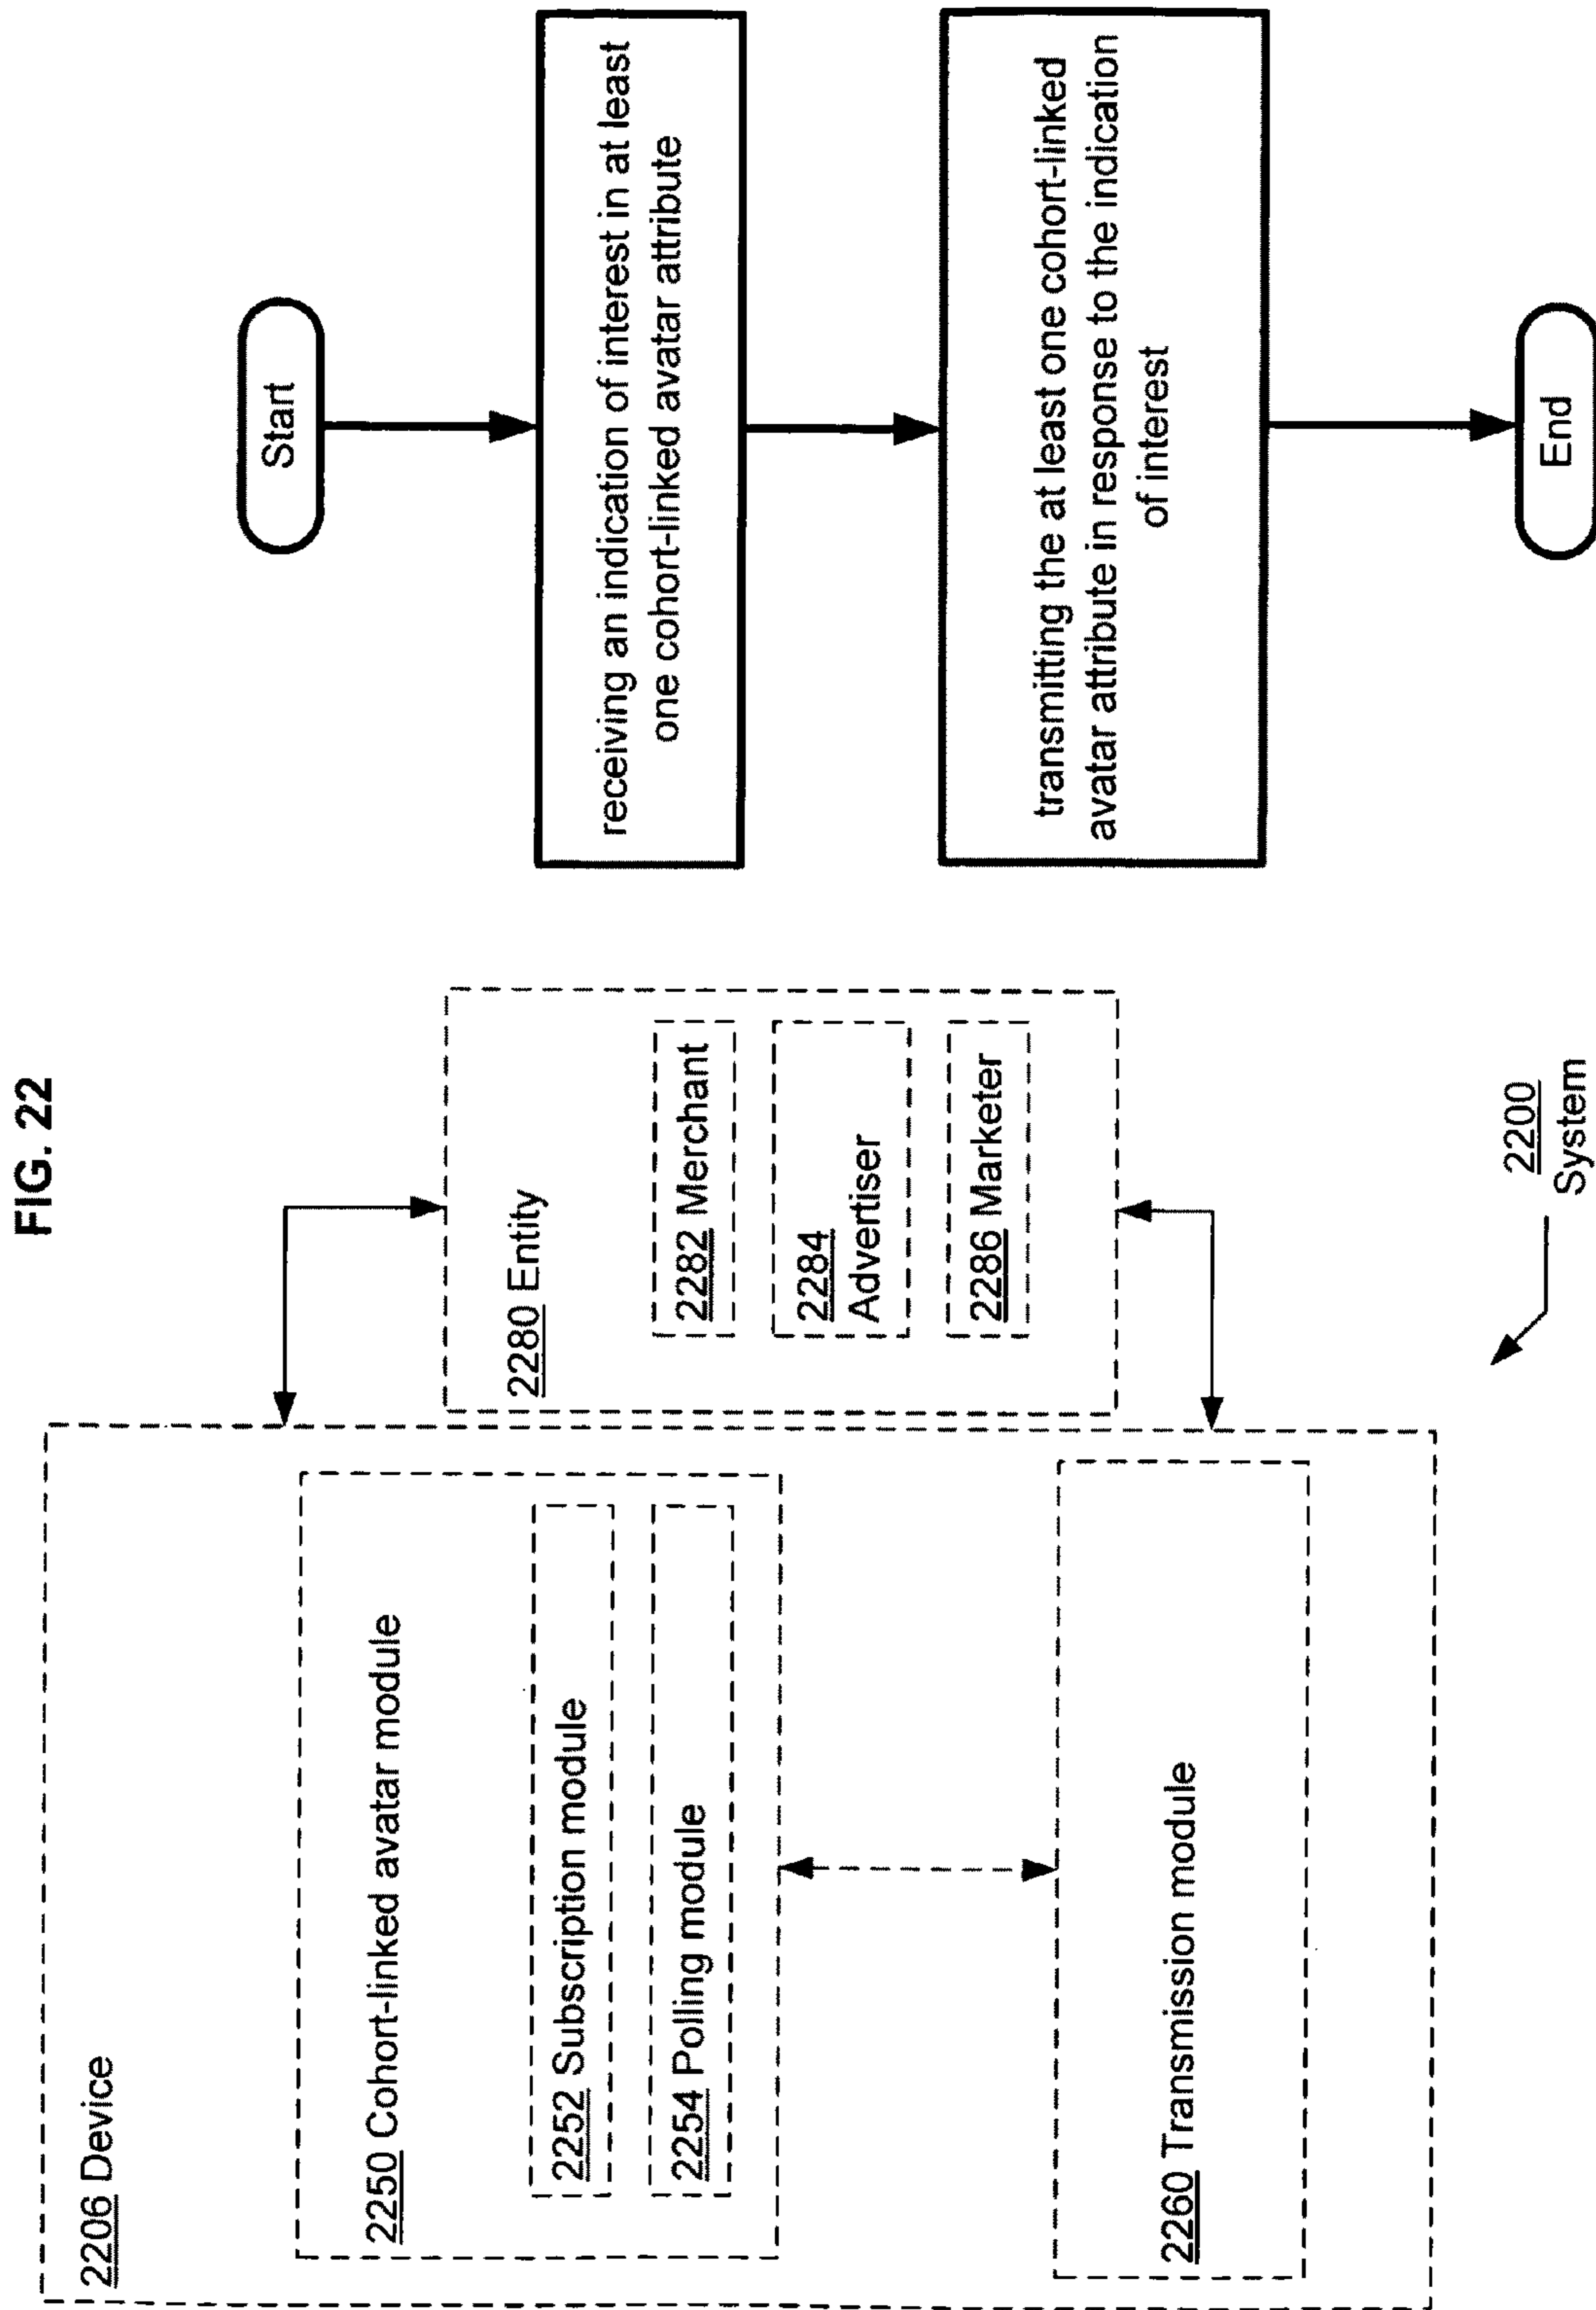 FIG. 22
2206 Device
2250 Cohort-linked avatar module
2252 Subscription module
2254 Polling module
2260 Transmission module
2280 Entity
2282 Merchant
2284
Advertiser
2286 Marketer
2200
System
Start
receiving an indication of interest in at least
one cohort-linked avatar attribute
transmitting the at least one cohort-linked
avatar attribute in response to the indication
of interest
End